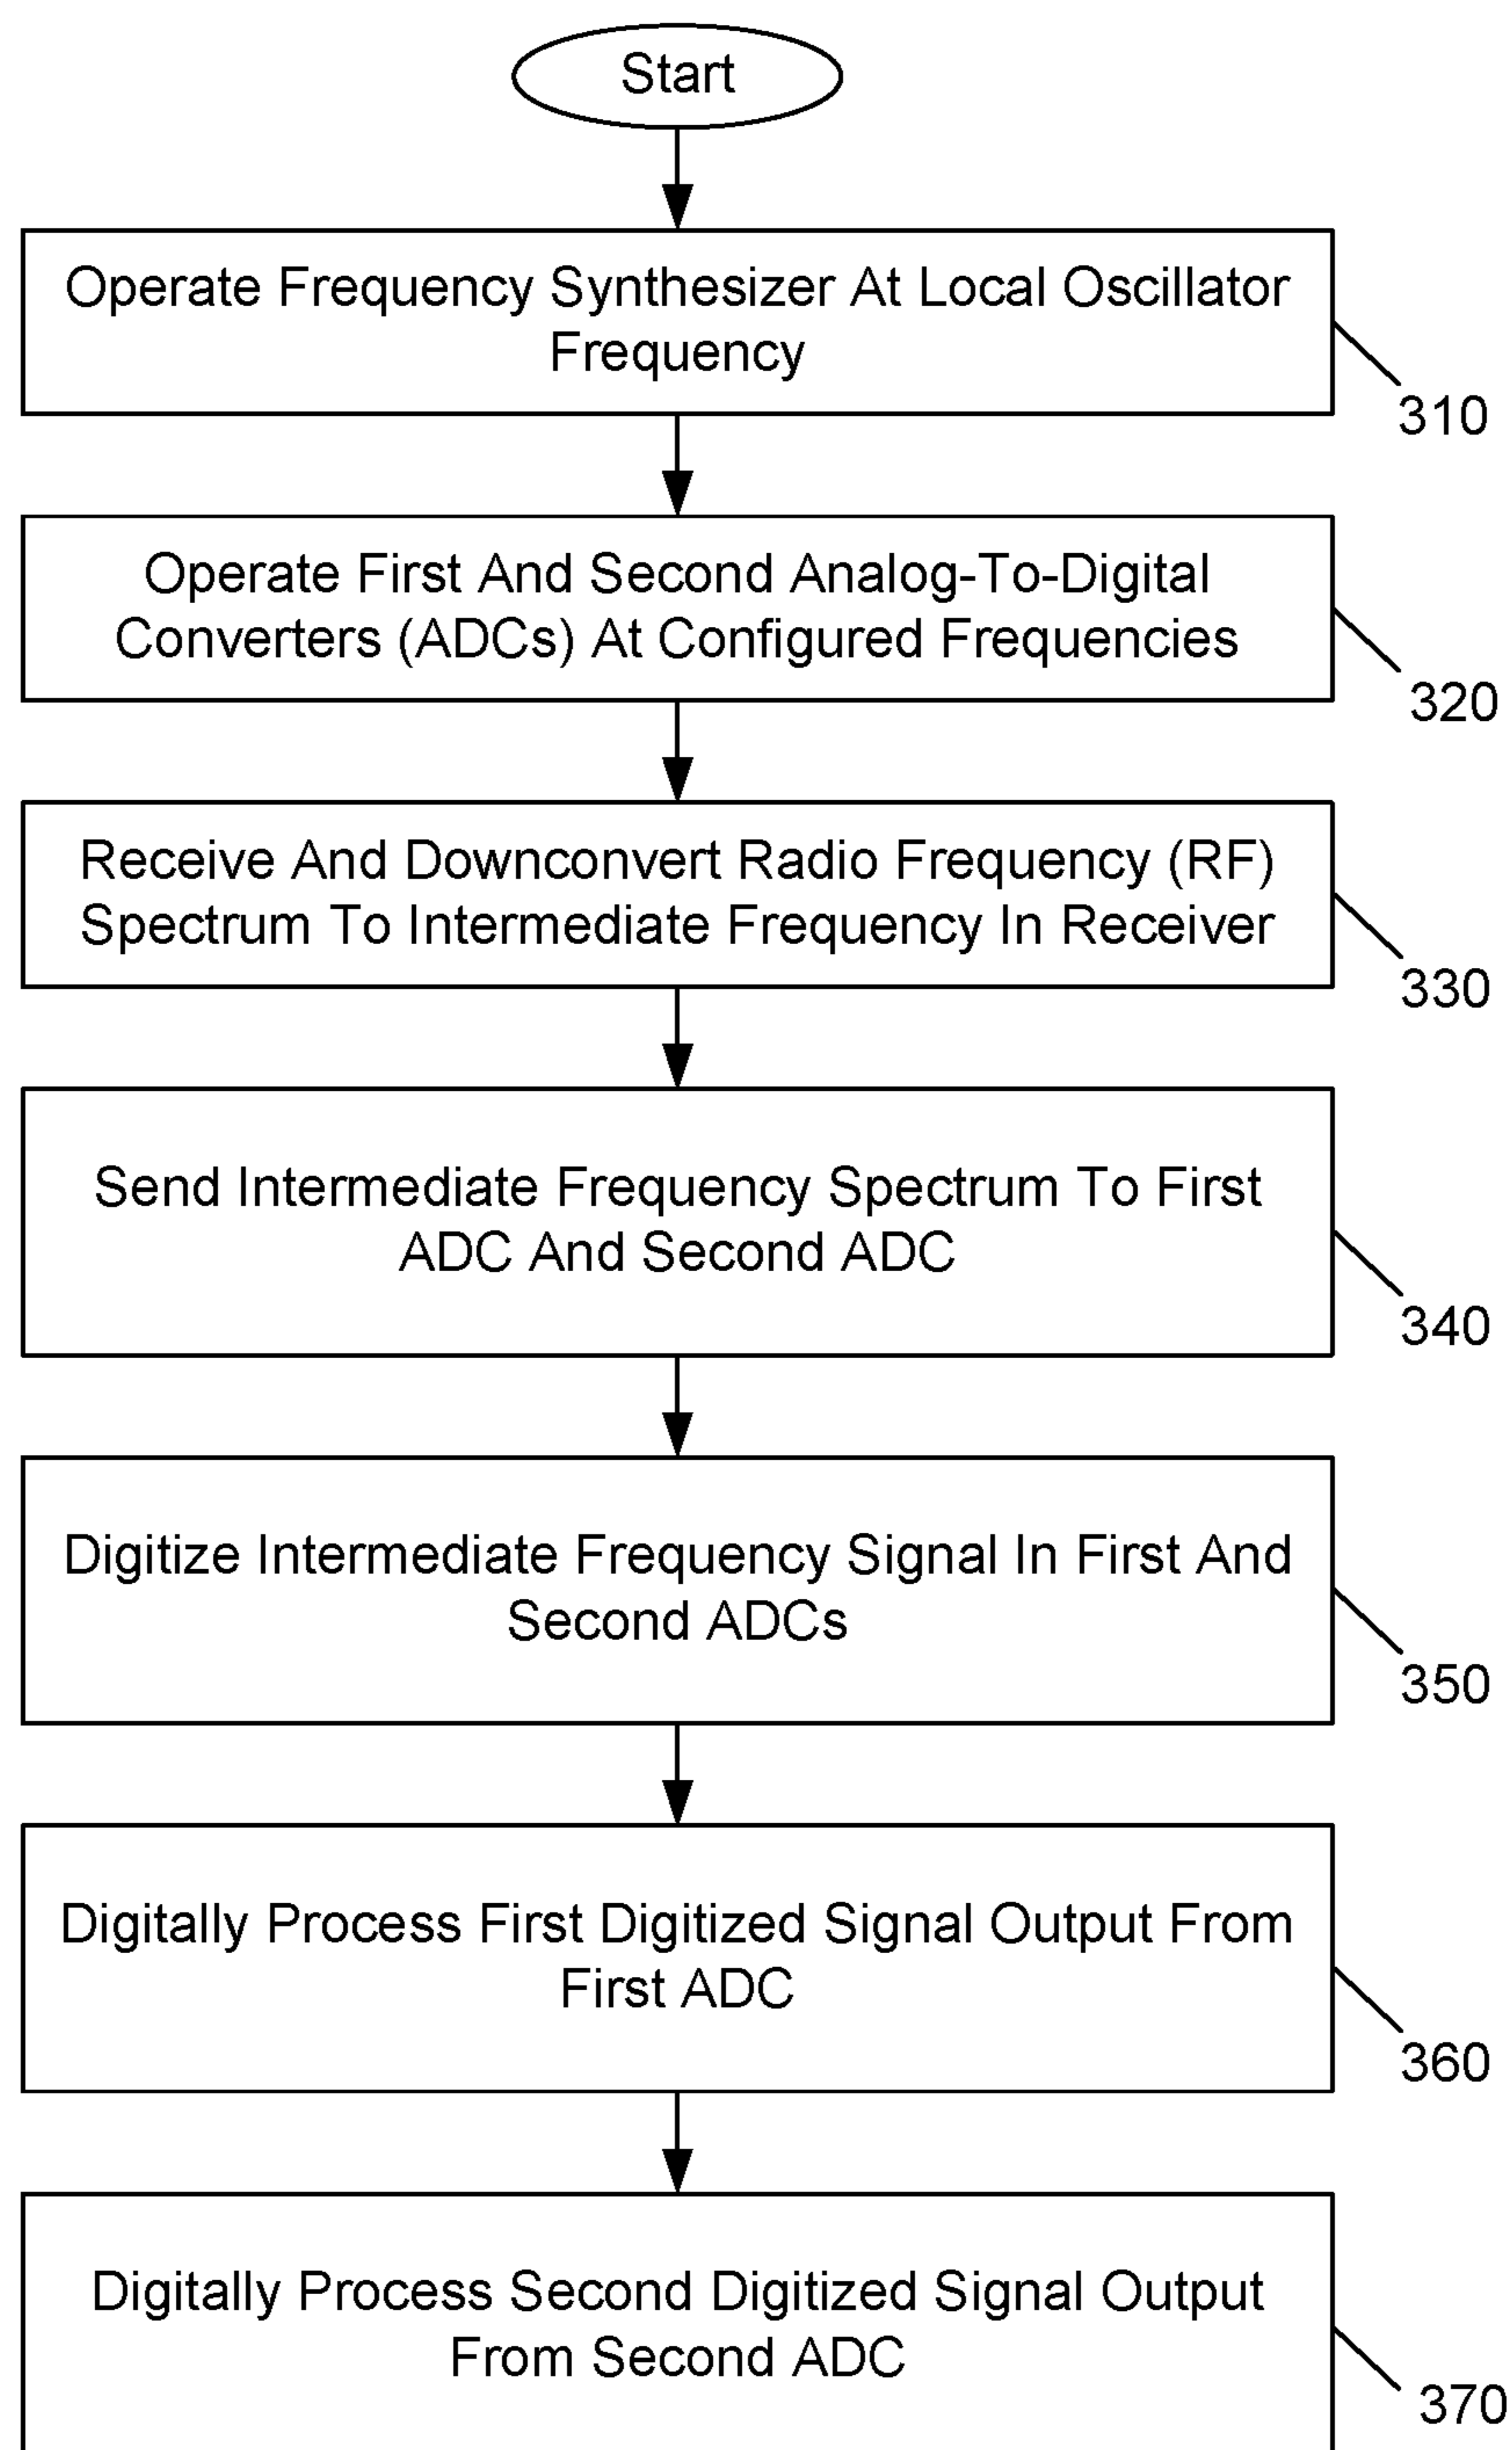 Start
Operate Frequency Synthesizer At Local Oscillator
Frequency
310
Operate First And Second Analog-To-Digital
Converters (ADCs) At Configured Frequencies
320
Receive And Downconvert Radio Frequency (RF)
Spectrum To Intermediate Frequency In Receiver
330
Send Intermediate Frequency Spectrum To First
ADC And Second ADC
340
Digitize Intermediate Frequency Signal In First And
Second ADCs
350
Digitally Process First Digitized Signal Output From
First ADC
360
Digitally Process Second Digitized Signal Output
From Second ADC
370